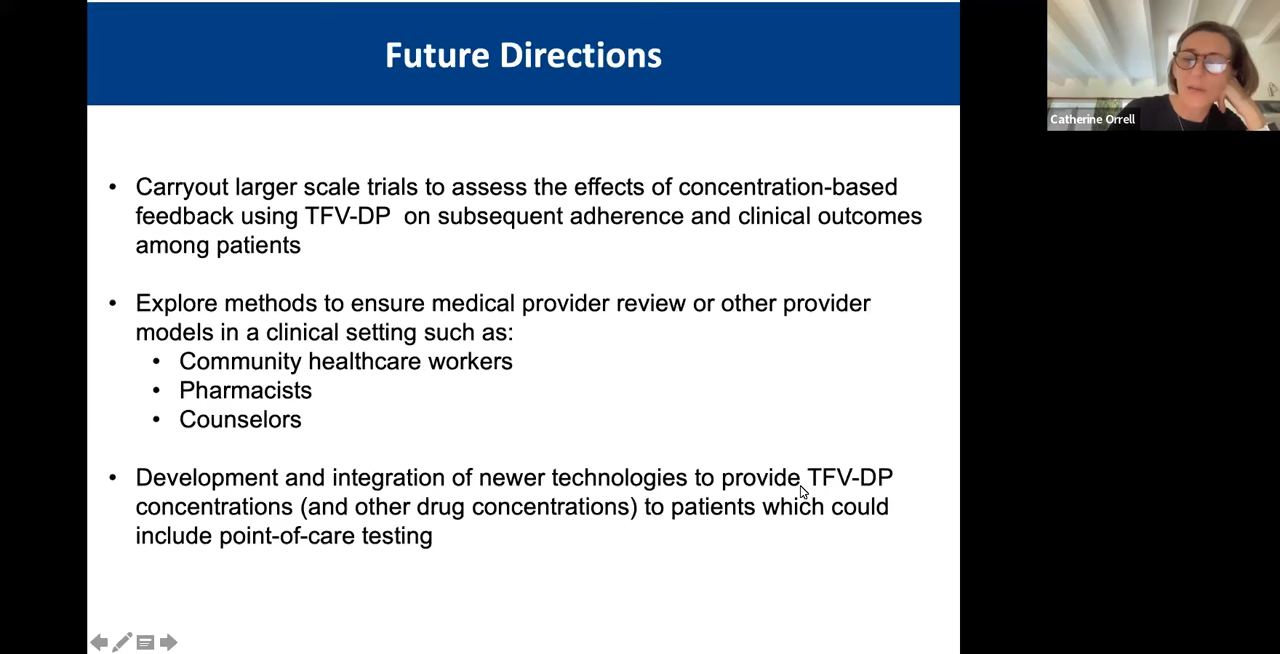 Future Directions
Catherine Orrell
• Carryout larger scale trials to assess the effects of concentration-based
feedback using TFV-DP  on subsequent adherence and clinical outcomes
among patients
• Explore methods to ensure medical provider review or other provider
models in a clinical setting such as:
• Community healthcare workers
• Pharmacists
• Counselors
• Development and integration of newer technologies to provide TFV-DP
concentrations (and other drug concentrations) to patients which could
include point-of-care testing